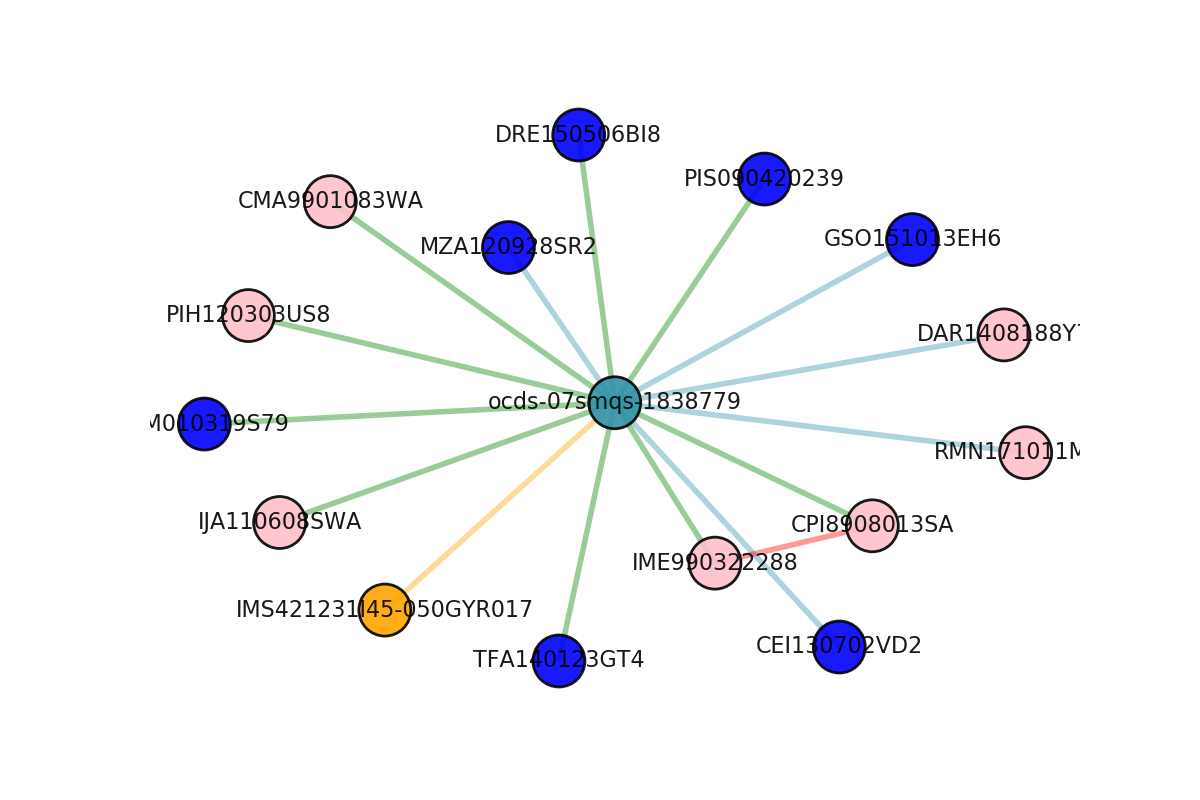 DRE150506BI8
PIS090420239
CMA9901083WA
GSO151013EH6
MZA120928SR2
PIH120303US8
DAR1408188Y
ocds-07smqs-1838779
M010319S79
RMN171011M
IJA110608SWA
CPI8908013SA
IME990322288
IMS421231I45-050GYR017
CEI130702VD2
TFA140123GT4